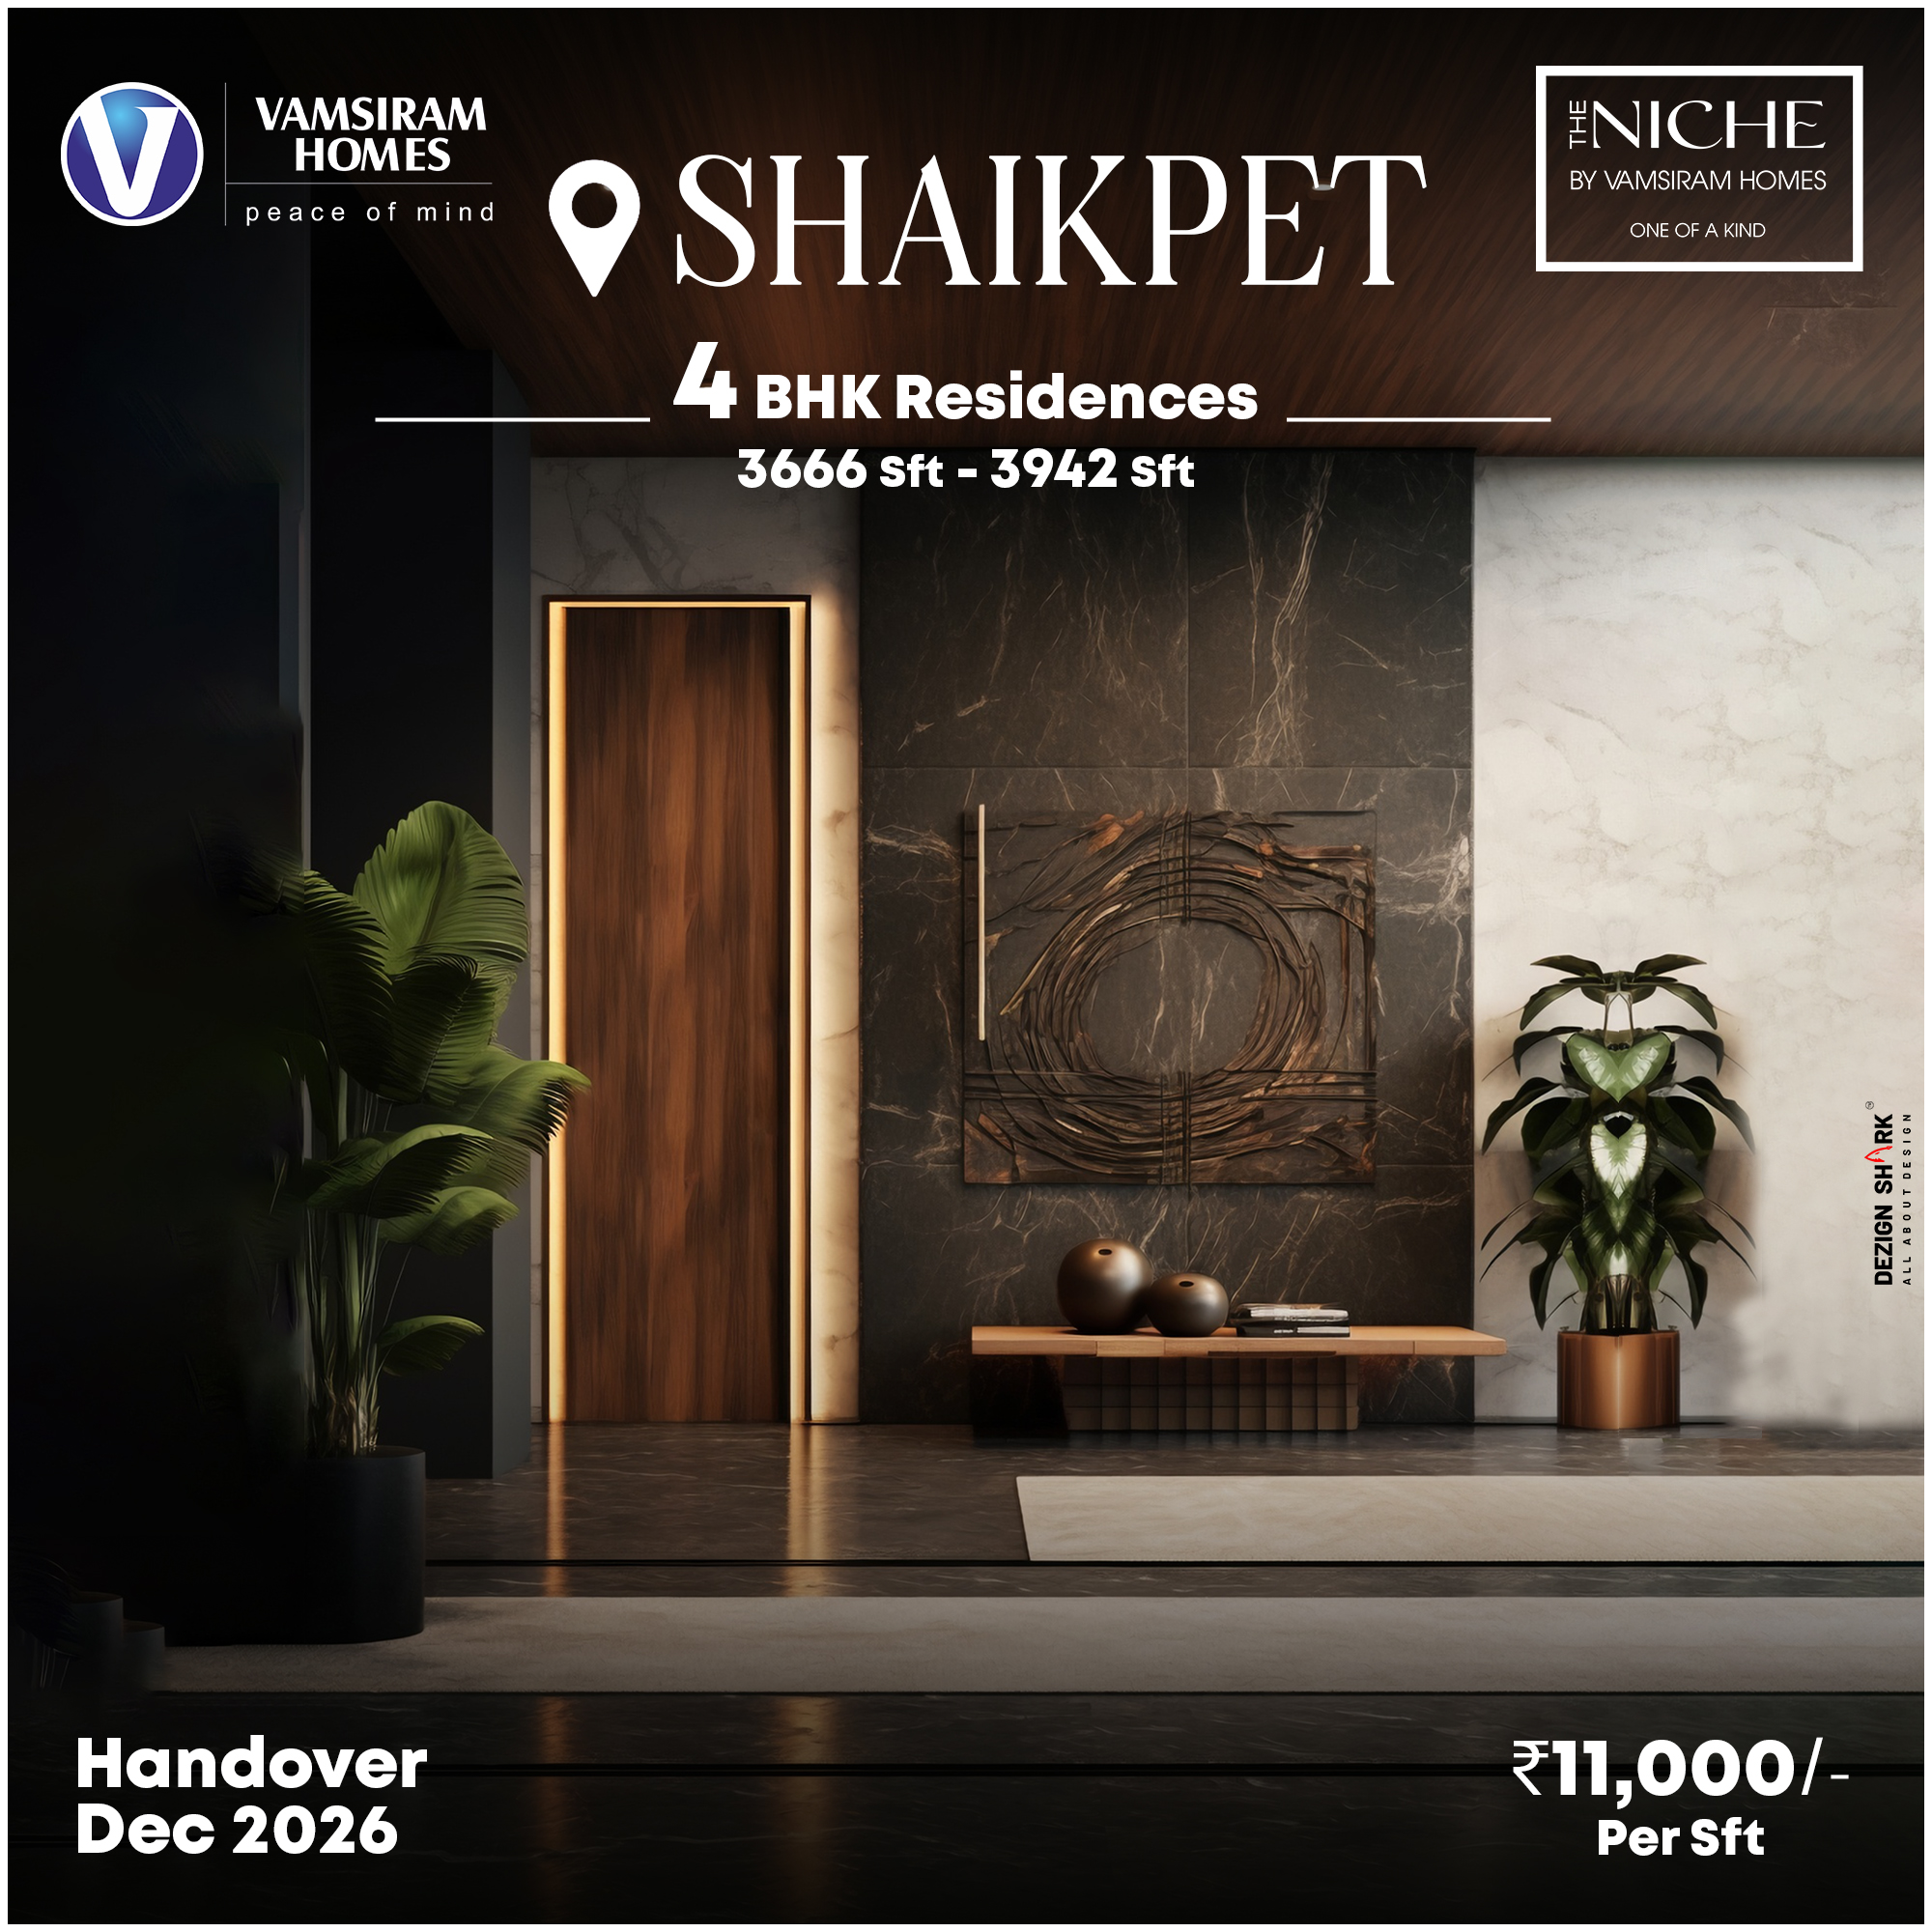 VAMSIRAM
HOMES
peace of mind
SHAIKPET
THE NICHE
BY VAMSIRAM HOMES
ONE OF A KIND
4 BHK Residences
3666 Sft - 3942 Sft
DEZIGN SHARK®
ALL ABOUT DESIGN
Handover
Dec 2026
₹11,000/-
Per Sft